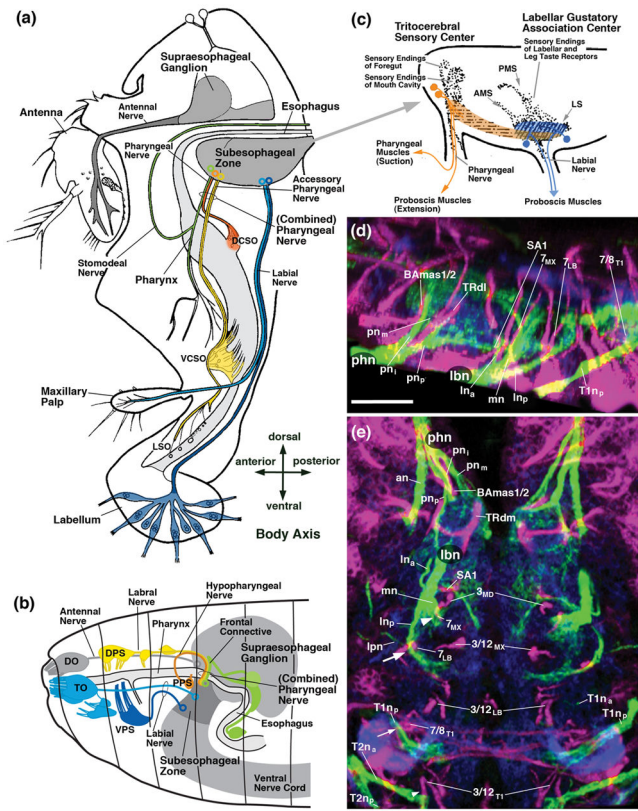 (a)
Supraesophageal
Ganglion
Antenna
Antennal
Nerve
Esophagus
Pharyngeal
Nerve
Subesophageal
Zone
Accessory
Pharyngeal
Nerve
(Combined)
Pharyngeal
Nerve
DCSO
Stomodeal
Nerve
Pharynx
Labial
Nerve
VCSO
Maxillary
Palp
LSO
dorsal
anterior
posterior
ventral
Labellum
Body Axis
(b)
Hypopharyngeal
Nerve
Labral
Nerve
Antennal
Nerve
Pharynx
Frontal
Connective
Supraesophageal
Ganglion
DO
DPS
TO
PPS
(Combined)
Pharyngeal
Nerve
VPS
Labial
Nerve
Esophagus
Subesophageal
Zone
Ventral
Nerve Cord
(c)
Tritocerebral
Sensory Center
Labellar Gustatory
Association Center
Sensory Endings
of Foregut
Sensory Endings
of Mouth Cavity
Sensory Endings
of Labellar and
Leg Taste Receptors
PMS
AMS
LS
Pharyngeal
Muscles
(Suction)
Pharyngeal
Nerve
Labial
Nerve
Proboscis Muscles
(Extension)
Proboscis Muscles
(d)
SA1
7MX
7LB
7/8T1
BAmas1/2
TRdl
pnm
phn
pni
pnp
lbn
lna
mn
lnp
T1np
(e)
phn
pni
pnm
an
pnp
BAmas1/2
TRdm
lna
lbn
SA1
mn
3MD
lnp
7MX
lpn
7LB
3/12MX
3/12LB
T1na
T1np
T1np
7/8T1
T2na
3/12T1
T2np